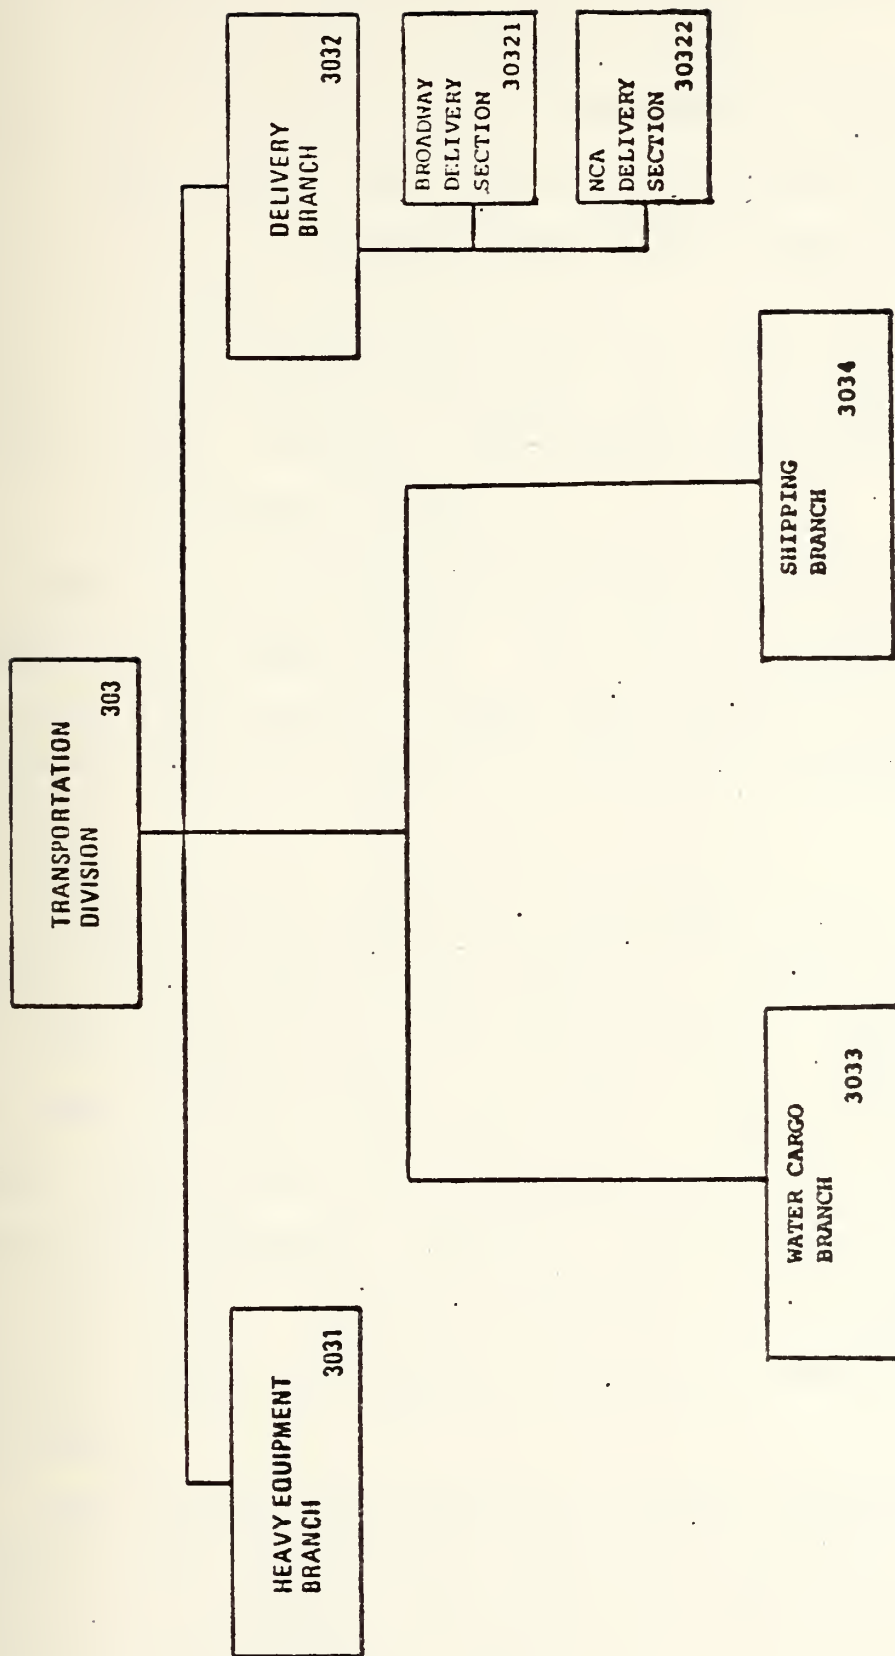 TRANSPORTATION
DIVISION
303
HEAVY EQUIPMENT
BRANCH
3031
DELIVERY
BRANCH
3032
BROADWAY
DELIVERY
SECTION
30321
NCA
DELIVERY
SECTION
30322
WATER CARGO
BRANCH
3033
SHIPPING
BRANCH
3034